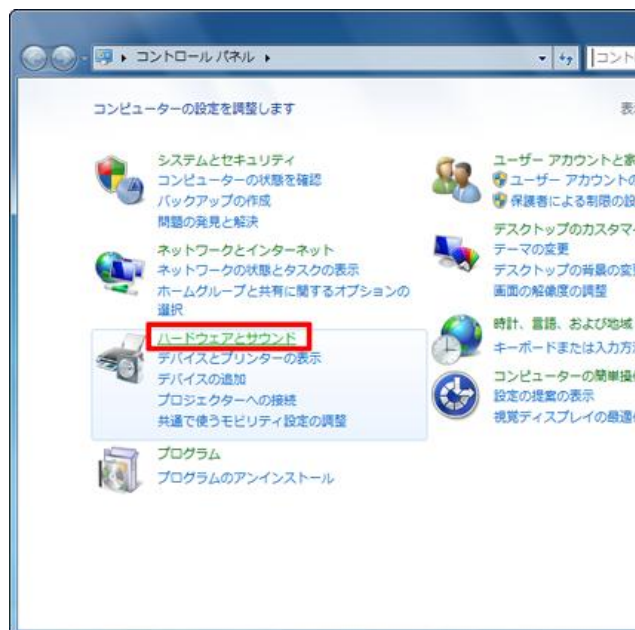 コントロール パネル
コント
コンピューターの設定を調整します
表
システムとセキュリティ
コンピューターの状態を確認
バックアップの作成
問題の発見と解決
ネットワークとインターネット
ネットワークの状態とタスクの表示
ホームグループと共有に関するオプションの
選択
ハードウェアとサウンド
デバイスとプリンターの表示
デバイスの追加
プロジェクターへの接続
共通で使うモビリティ設定の調整
プログラム
プログラムのアンインストール
ユーザー アカウントと家
ユーザー アカウントの
保護者による制限の設
デスクトップのカスタマ
テーマの変更
デスクトップの背景の変
画面の解像度の調整
時計、言語、および地域
キーボードまたは入力方
コンピューターの簡単操
設定の提案の表示
視覚ディスプレイの最適